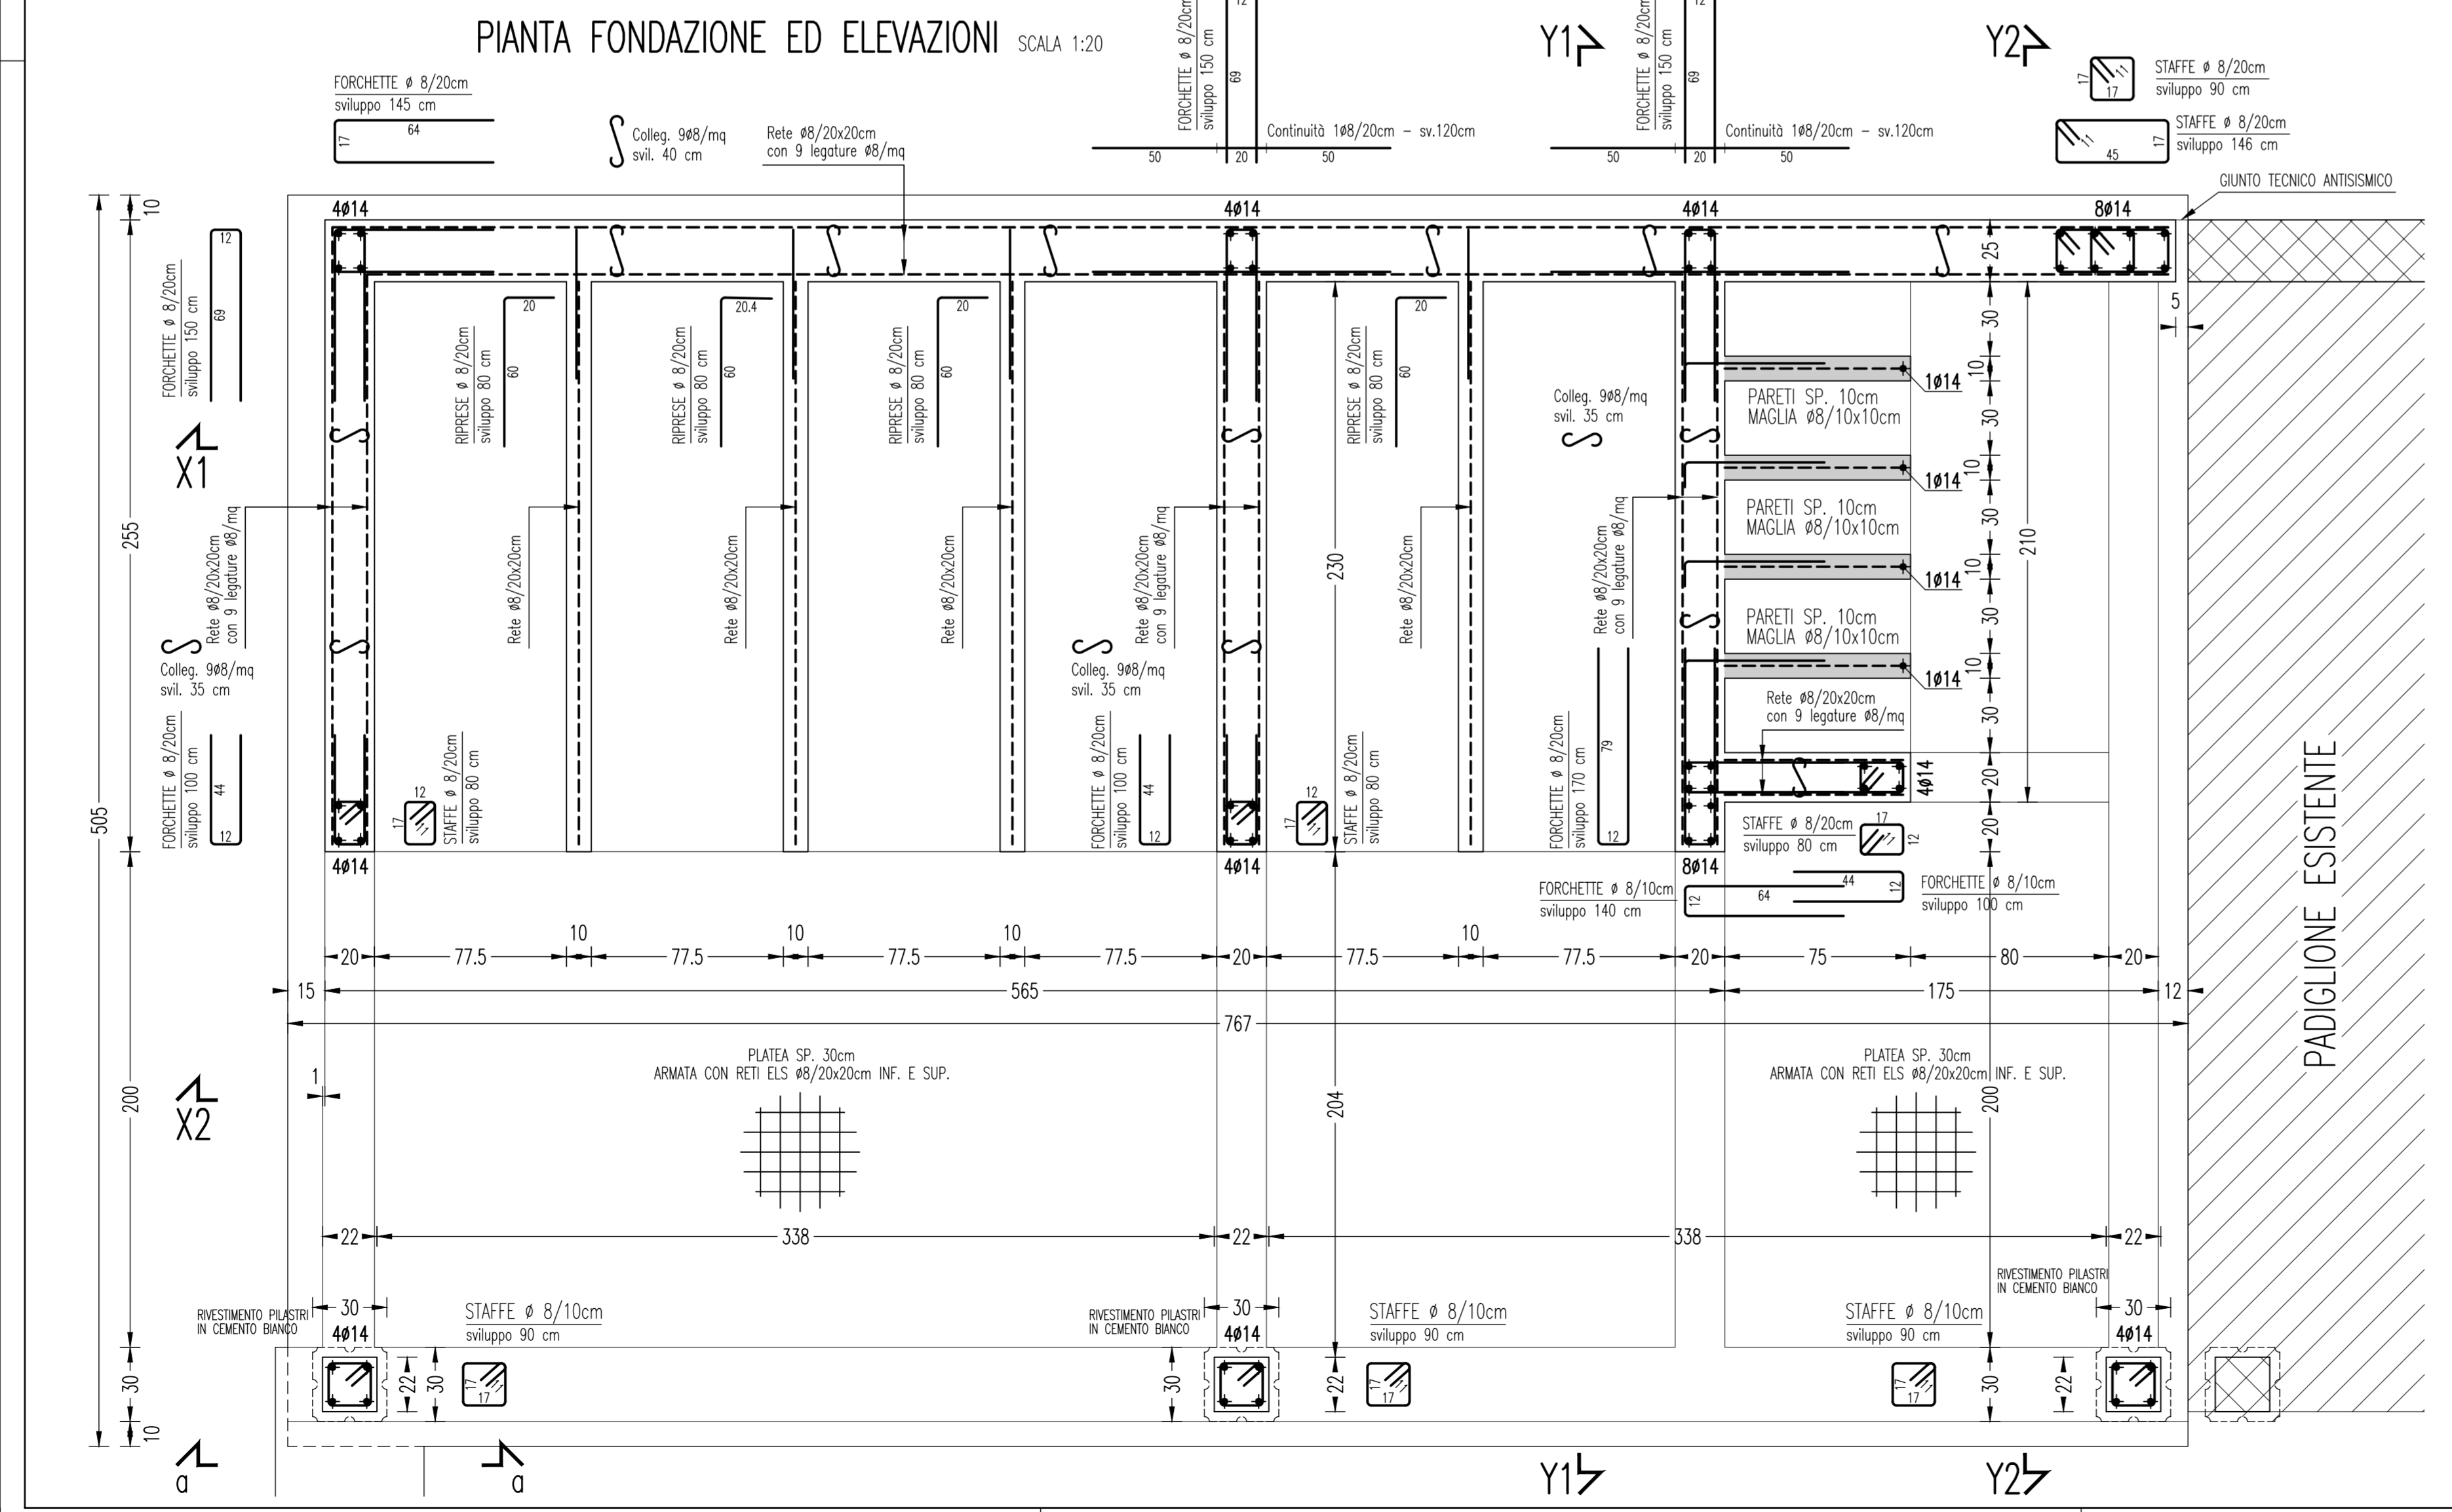 PIANTA FONDAZIONE ED ELEVAZIONI SCALA 1:20
FORCHETTE ø 8/20cm
sviluppo 145 cm
64
17
Colleg. 9ø8/mq
svil. 40 cm
Rete ø8/20x20cm
con 9 legature ø8/mq
FORCHETTE ø 8/20cm
sviluppo 150 cm
12
69
Continuità 1ø8/20cm – sv.120cm
50
20
50
Y1
FORCHETTE ø 8/20cm
sviluppo 150 cm
12
69
Continuità 1ø8/20cm – sv.120cm
50
20
50
Y2
17
11
17
STAFFE ø 8/20cm
sviluppo 90 cm
11
45
17
STAFFE ø 8/20cm
sviluppo 146 cm
GIUNTO TECNICO ANTISISMICO
10
4ø14
4ø14
4ø14
8ø14
25
5
FORCHETTE ø 8/20cm
sviluppo 150 cm
12
69
X1
255
505
RIPRESE ø 8/20cm
sviluppo 80 cm
20
60
RIPRESE ø 8/20cm
sviluppo 80 cm
20.4
60
RIPRESE ø 8/20cm
sviluppo 80 cm
20
60
RIPRESE ø 8/20cm
sviluppo 80 cm
20
60
230
Colleg. 9ø8/mq
svil. 35 cm
30
10
1ø14
PARETI SP. 10cm
MAGLIA ø8/10x10cm
30
10
1ø14
PARETI SP. 10cm
MAGLIA ø8/10x10cm
30
210
10
1ø14
PARETI SP. 10cm
MAGLIA ø8/10x10cm
30
10
1ø14
30
20
20
Rete ø8/20x20cm
con 9 legature ø8/mq
Rete ø8/20x20cm
Rete ø8/20x20cm
Rete ø8/20x20cm
Rete ø8/20x20cm
con 9 legature ø8/mq
Rete ø8/20x20cm
Rete ø8/20x20cm
con 9 legature ø8/mq
Colleg. 9ø8/mq
svil. 35 cm
Colleg. 9ø8/mq
svil. 35 cm
Rete ø8/20x20cm
con 9 legature ø8/mq
4ø14
FORCHETTE ø 8/20cm
sviluppo 100 cm
44
12
12
17
11
STAFFE ø 8/20cm
sviluppo 80 cm
FORCHETTE ø 8/20cm
sviluppo 100 cm
44
12
12
17
11
STAFFE ø 8/20cm
sviluppo 80 cm
FORCHETTE ø 8/20cm
sviluppo 170 cm
79
12
STAFFE ø 8/20cm
sviluppo 80 cm
17
11
12
4ø14
4ø14
8ø14
FORCHETTE ø 8/10cm
sviluppo 140 cm
12
64
44
12
FORCHETTE ø 8/10cm
sviluppo 100 cm
PADIGLIONE ESISTENTE
10
10
10
10
20
77.5
77.5
77.5
77.5
20
77.5
77.5
20
75
80
20
15
565
175
12
767
X2
200
1
PLATEA SP. 30cm
ARMATA CON RETI ELS ø8/20x20cm INF. E SUP.
204
PLATEA SP. 30cm
ARMATA CON RETI ELS ø8/20x20cm INF. E SUP.
200
22
338
22
338
22
RIVESTIMENTO PILASTRI
IN CEMENTO BIANCO
30
4ø14
STAFFE ø 8/10cm
sviluppo 90 cm
RIVESTIMENTO PILASTRI
IN CEMENTO BIANCO
30
4ø14
STAFFE ø 8/10cm
sviluppo 90 cm
STAFFE ø 8/10cm
sviluppo 90 cm
RIVESTIMENTO PILASTRI
IN CEMENTO BIANCO
30
4ø14
30
22
30
17
11
17
30
22
17
11
17
17
11
17
30
22
10
a
a
Y1
Y2